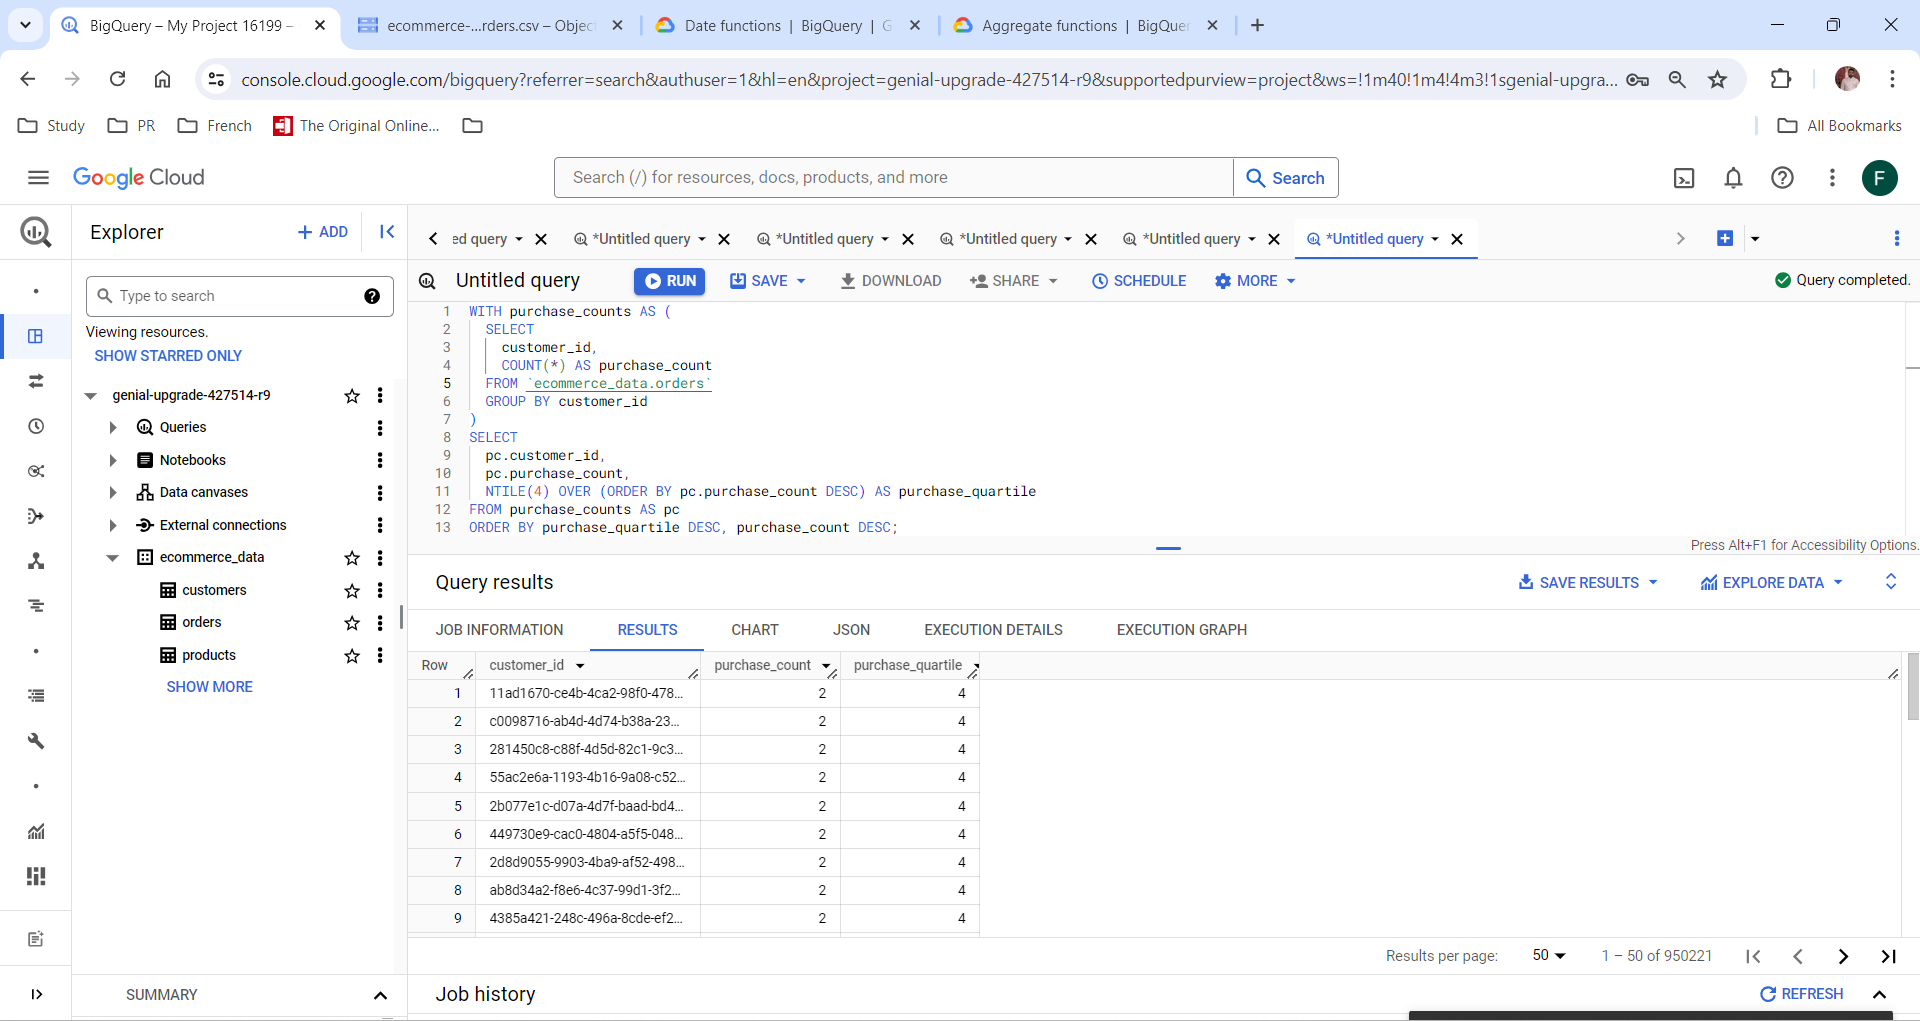 BigQuery – My Project 16199 –
ecommerce-...rders.csv – Object
Date functions | BigQuery | G
Aggregate functions | BigQuer
console.cloud.google.com/bigquery?referrer=search&authuser=1&hl=en&project=genial-upgrade-427514-r9&supportedpurview=project&ws=!1m40!1m4!4m3!1sgenial-upgra...
Study
PR
French
The Original Online...
All Bookmarks
Google Cloud
Search (/) for resources, docs, products, and more
Search
F
Explorer
+ ADD
ed query
*Untitled query
*Untitled query
*Untitled query
*Untitled query
*Untitled query
Untitled query
RUN
SAVE
DOWNLOAD
SHARE
SCHEDULE
MORE
Query completed.
Type to search
Viewing resources.
SHOW STARRED ONLY
genial-upgrade-427514-r9
Queries
Notebooks
Data canvases
External connections
ecommerce_data
customers
orders
products
SHOW MORE
SUMMARY
1 WITH purchase_counts AS (
2 SELECT
3 customer_id,
4 COUNT(*) AS purchase_count
5 FROM `ecommerce_data.orders`
6 GROUP BY customer_id
7 )
8 SELECT
9 pc.customer_id,
10 pc.purchase_count,
11 NTILE(4) OVER (ORDER BY pc.purchase_count DESC) AS purchase_quartile
12 FROM purchase_counts AS pc
13 ORDER BY purchase_quartile DESC, purchase_count DESC;
Press Alt+F1 for Accessibility Options.
Query results
SAVE RESULTS
EXPLORE DATA
JOB INFORMATION
RESULTS
CHART
JSON
EXECUTION DETAILS
EXECUTION GRAPH
Row customer_id purchase_count purchase_quartile
1 11ad1670-ce4b-4ca2-98f0-478... 2 4
2 c0098716-ab4d-4d74-b38a-23... 2 4
3 281450c8-c88f-4d5d-82c1-9c3... 2 4
4 55ac2e6a-1193-4b16-9a08-c52... 2 4
5 2b077e1c-d07a-4d7f-baad-bd4... 2 4
6 449730e9-cac0-4804-a5f5-048... 2 4
7 2d8d9055-9903-4ba9-af52-498... 2 4
8 ab8d34a2-f8e6-4c37-99d1-3f2... 2 4
9 4385a421-248c-496a-8cde-ef2... 2 4
Results per page: 50 1 – 50 of 950221
Job history
REFRESH